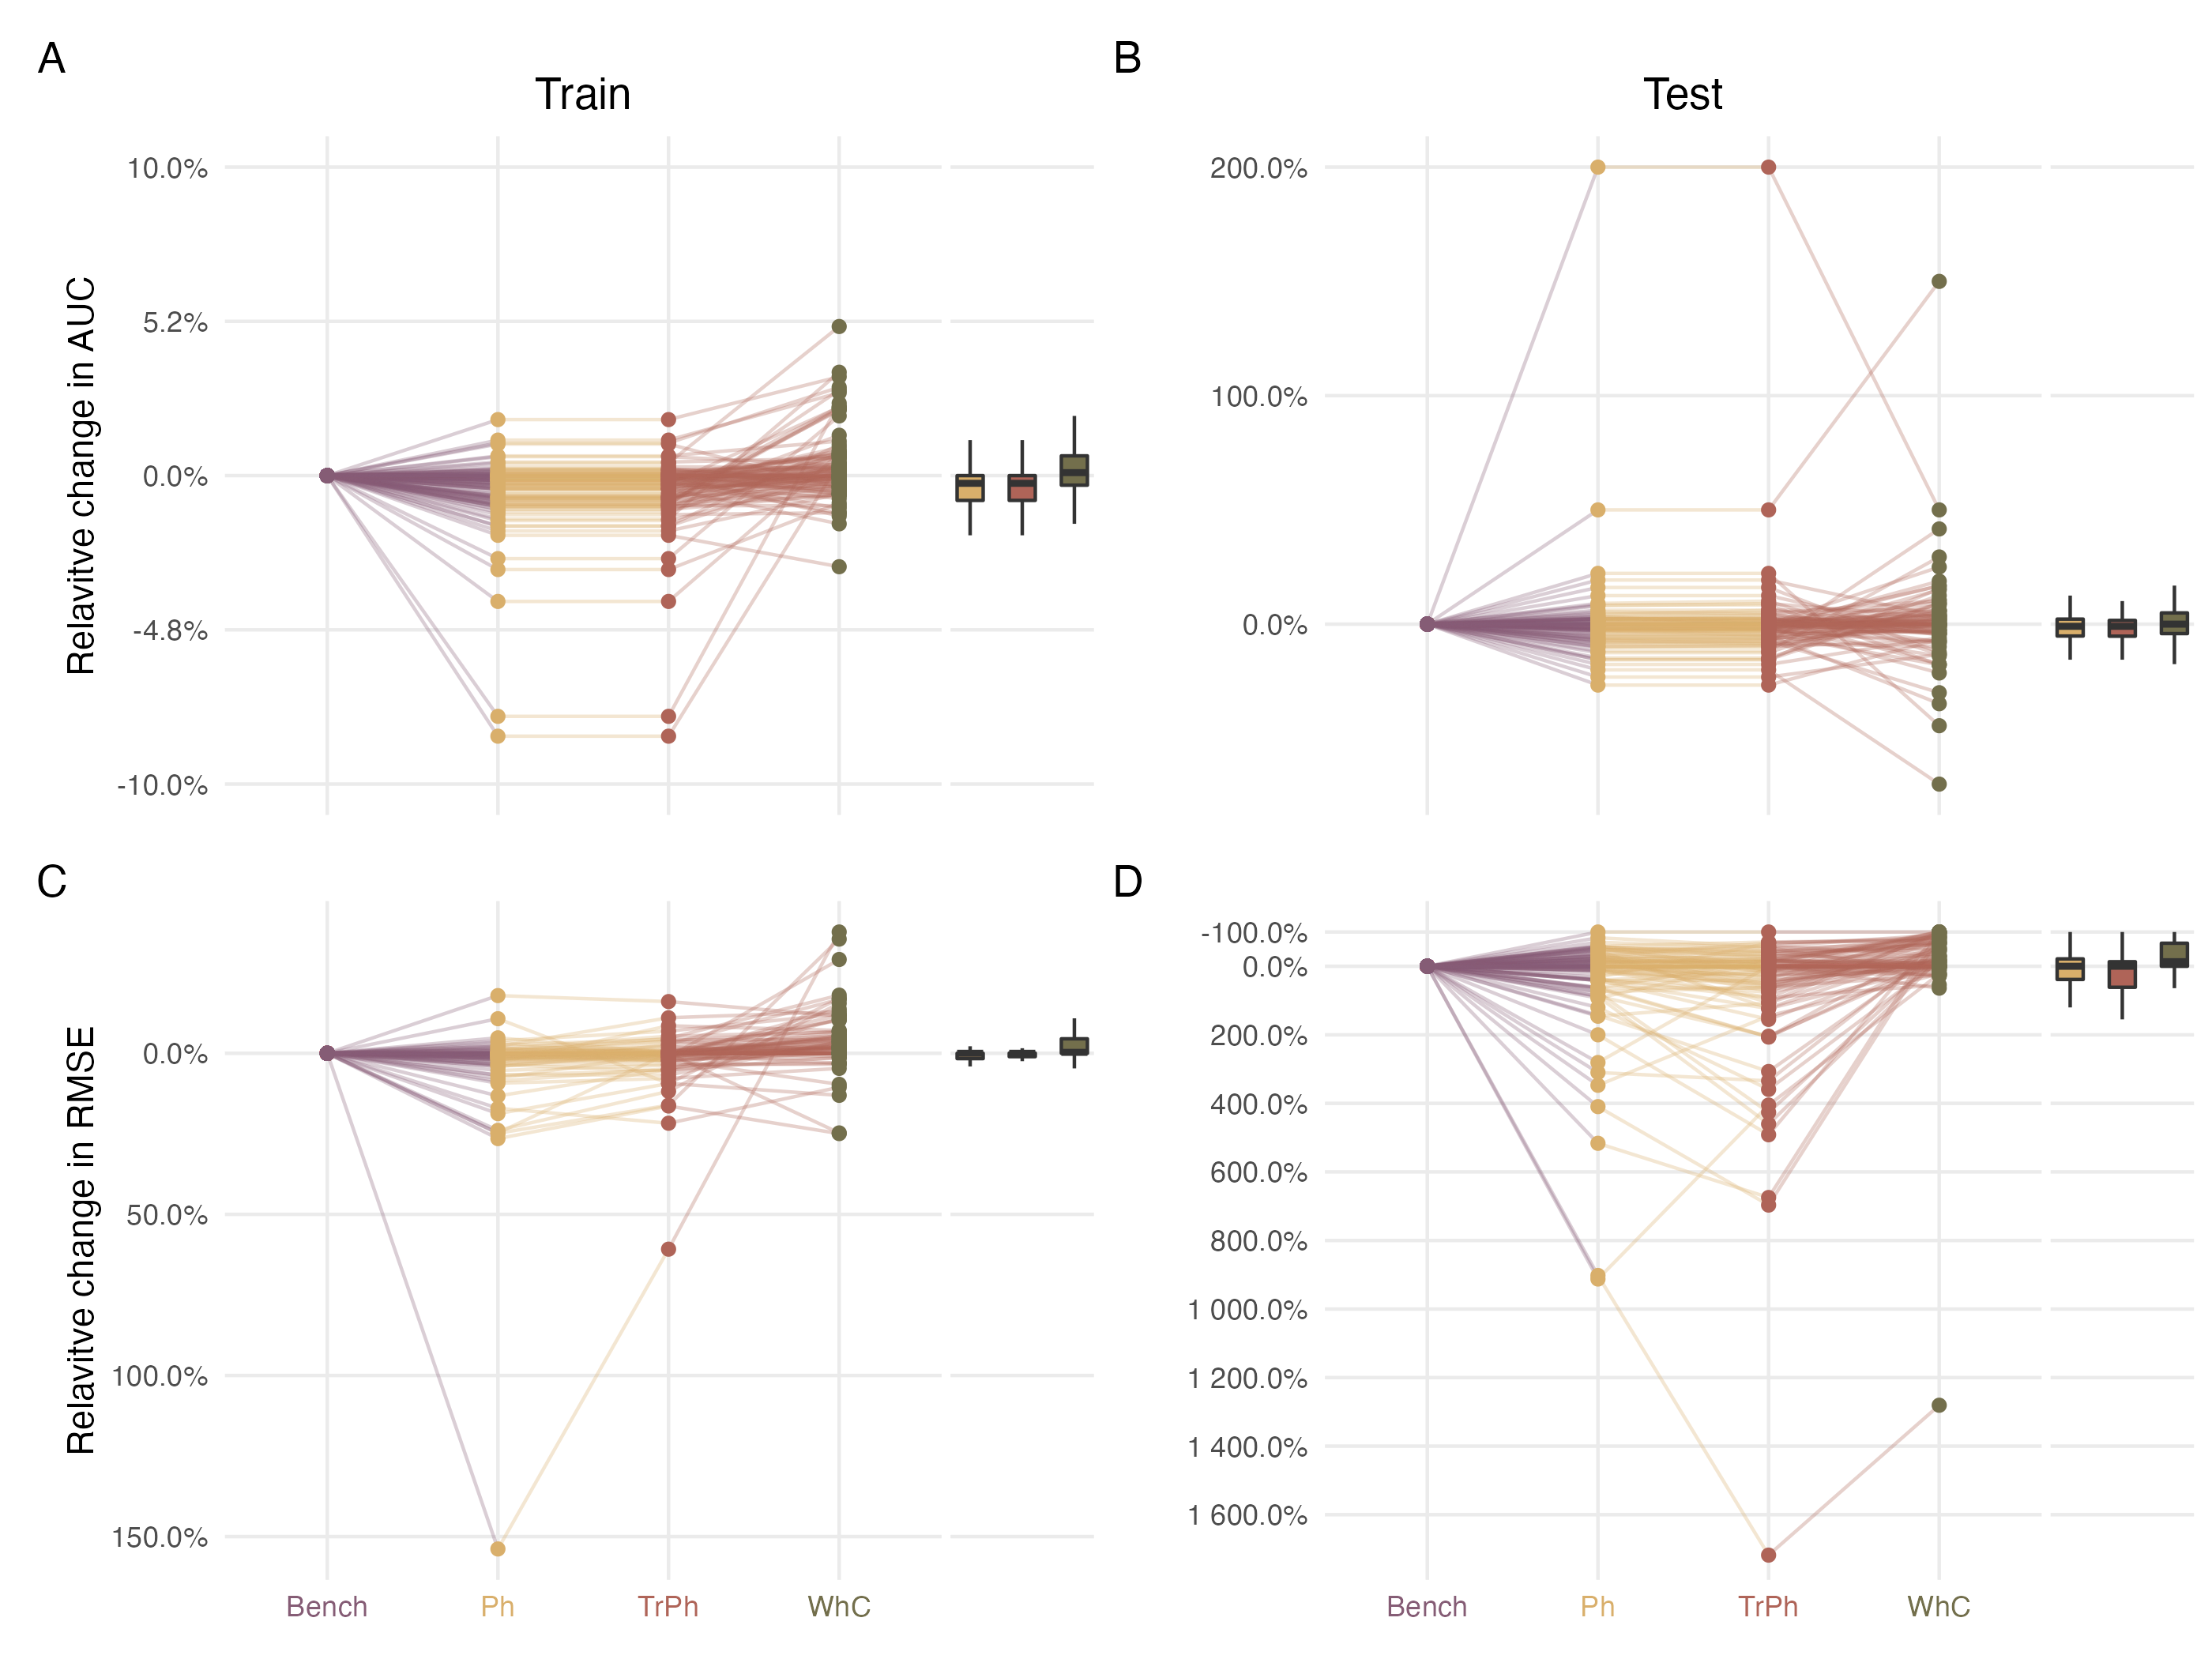 A
B
Train
Test
Relavitve change in AUC
10.0%
5.2%
0.0%
-4.8%
-10.0%
200.0%
100.0%
0.0%
C
D
Relavitve change in RMSE
0.0%
50.0%
100.0%
150.0%
-100.0%
0.0%
200.0%
400.0%
600.0%
800.0%
1 000.0%
1 200.0%
1 400.0%
1 600.0%
Bench Ph TrPh WhC
Bench Ph TrPh WhC